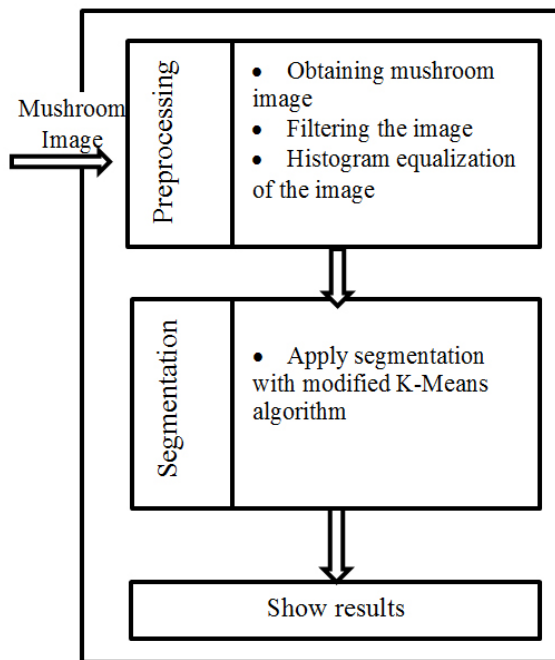 Mushroom
Image
Preprocessing
• Obtaining mushroom
image
• Filtering the image
• Histogram equalization
of the image
Segmentation
• Apply segmentation
with modified K-Means
algorithm
Show results